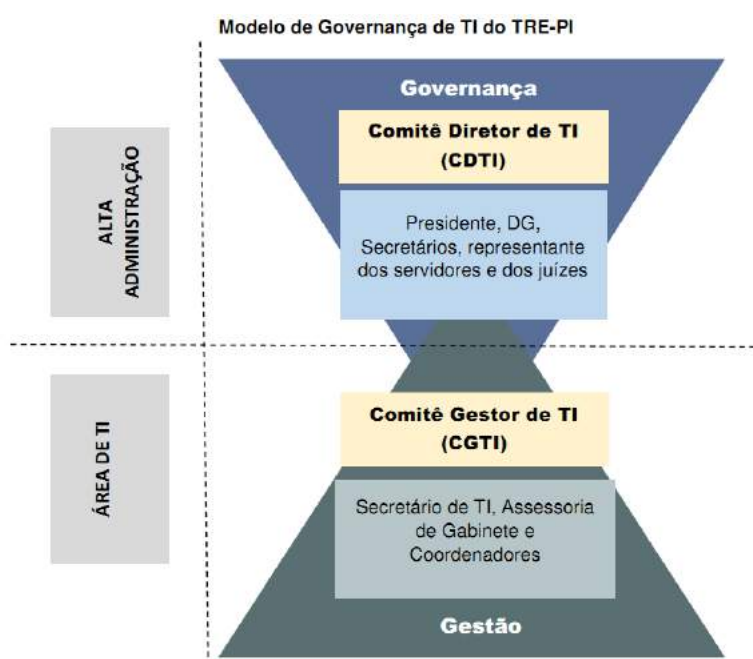 Modelo de Governança de TI do TRE-PI
Governança
Comitê Diretor de TI
(CDTI)
ALTA
ADMINISTRAÇÃO
Presidente, DG,
Secretários, representante
dos servidores e dos juízes
Comitê Gestor de TI
(CGTI)
ÁREA DE TI
Secretário de TI, Assessoria
de Gabinete e
Coordenadores
Gestão